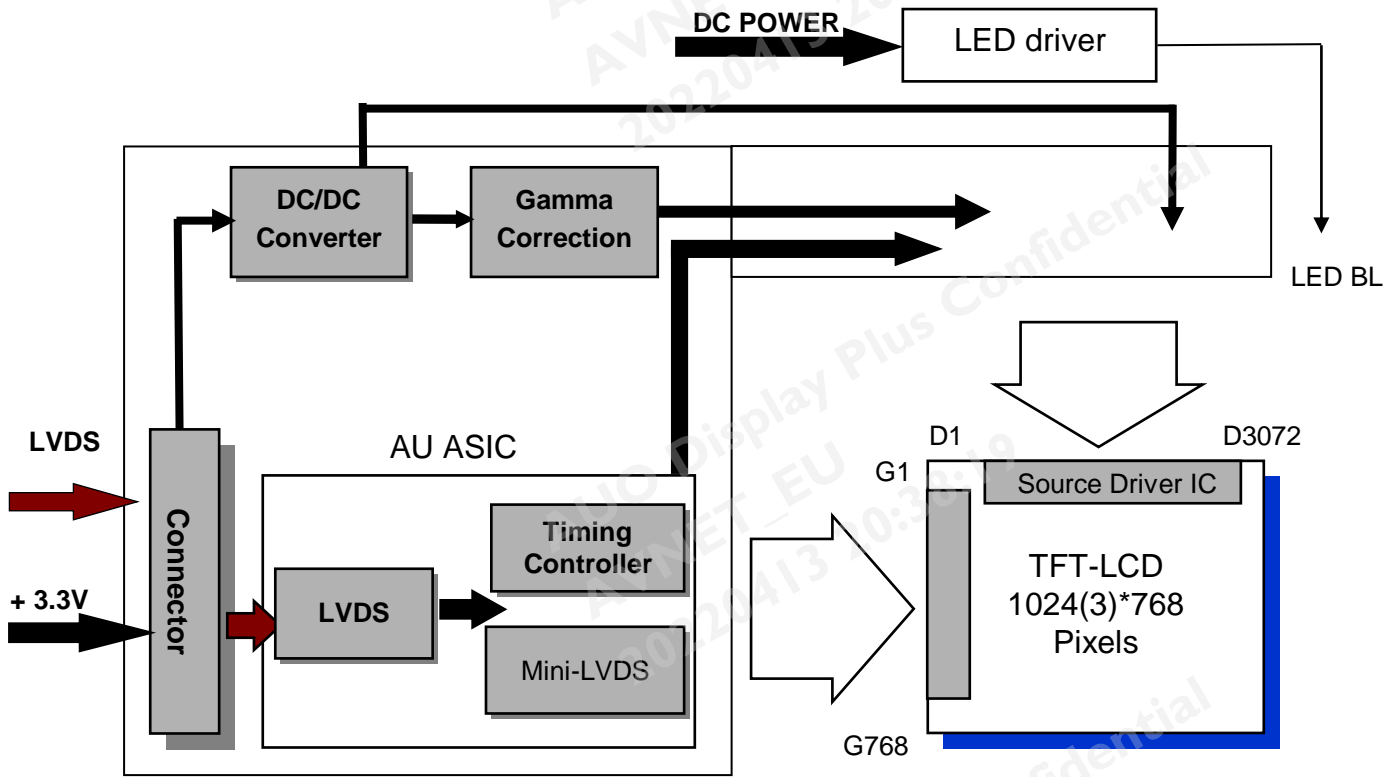 DC POWER
LED driver
DC/DC
Converter
Gamma
Correction
LED BL
LVDS
AU ASIC
D1
D3072
G1
Source Driver IC
Connector
Timing
Controller
TFT-LCD
1024(3)*768
Pixels
+ 3.3V
LVDS
Mini-LVDS
G768
AUO Display Plus Confidential
AVNET_EU
20220413 20:38:19